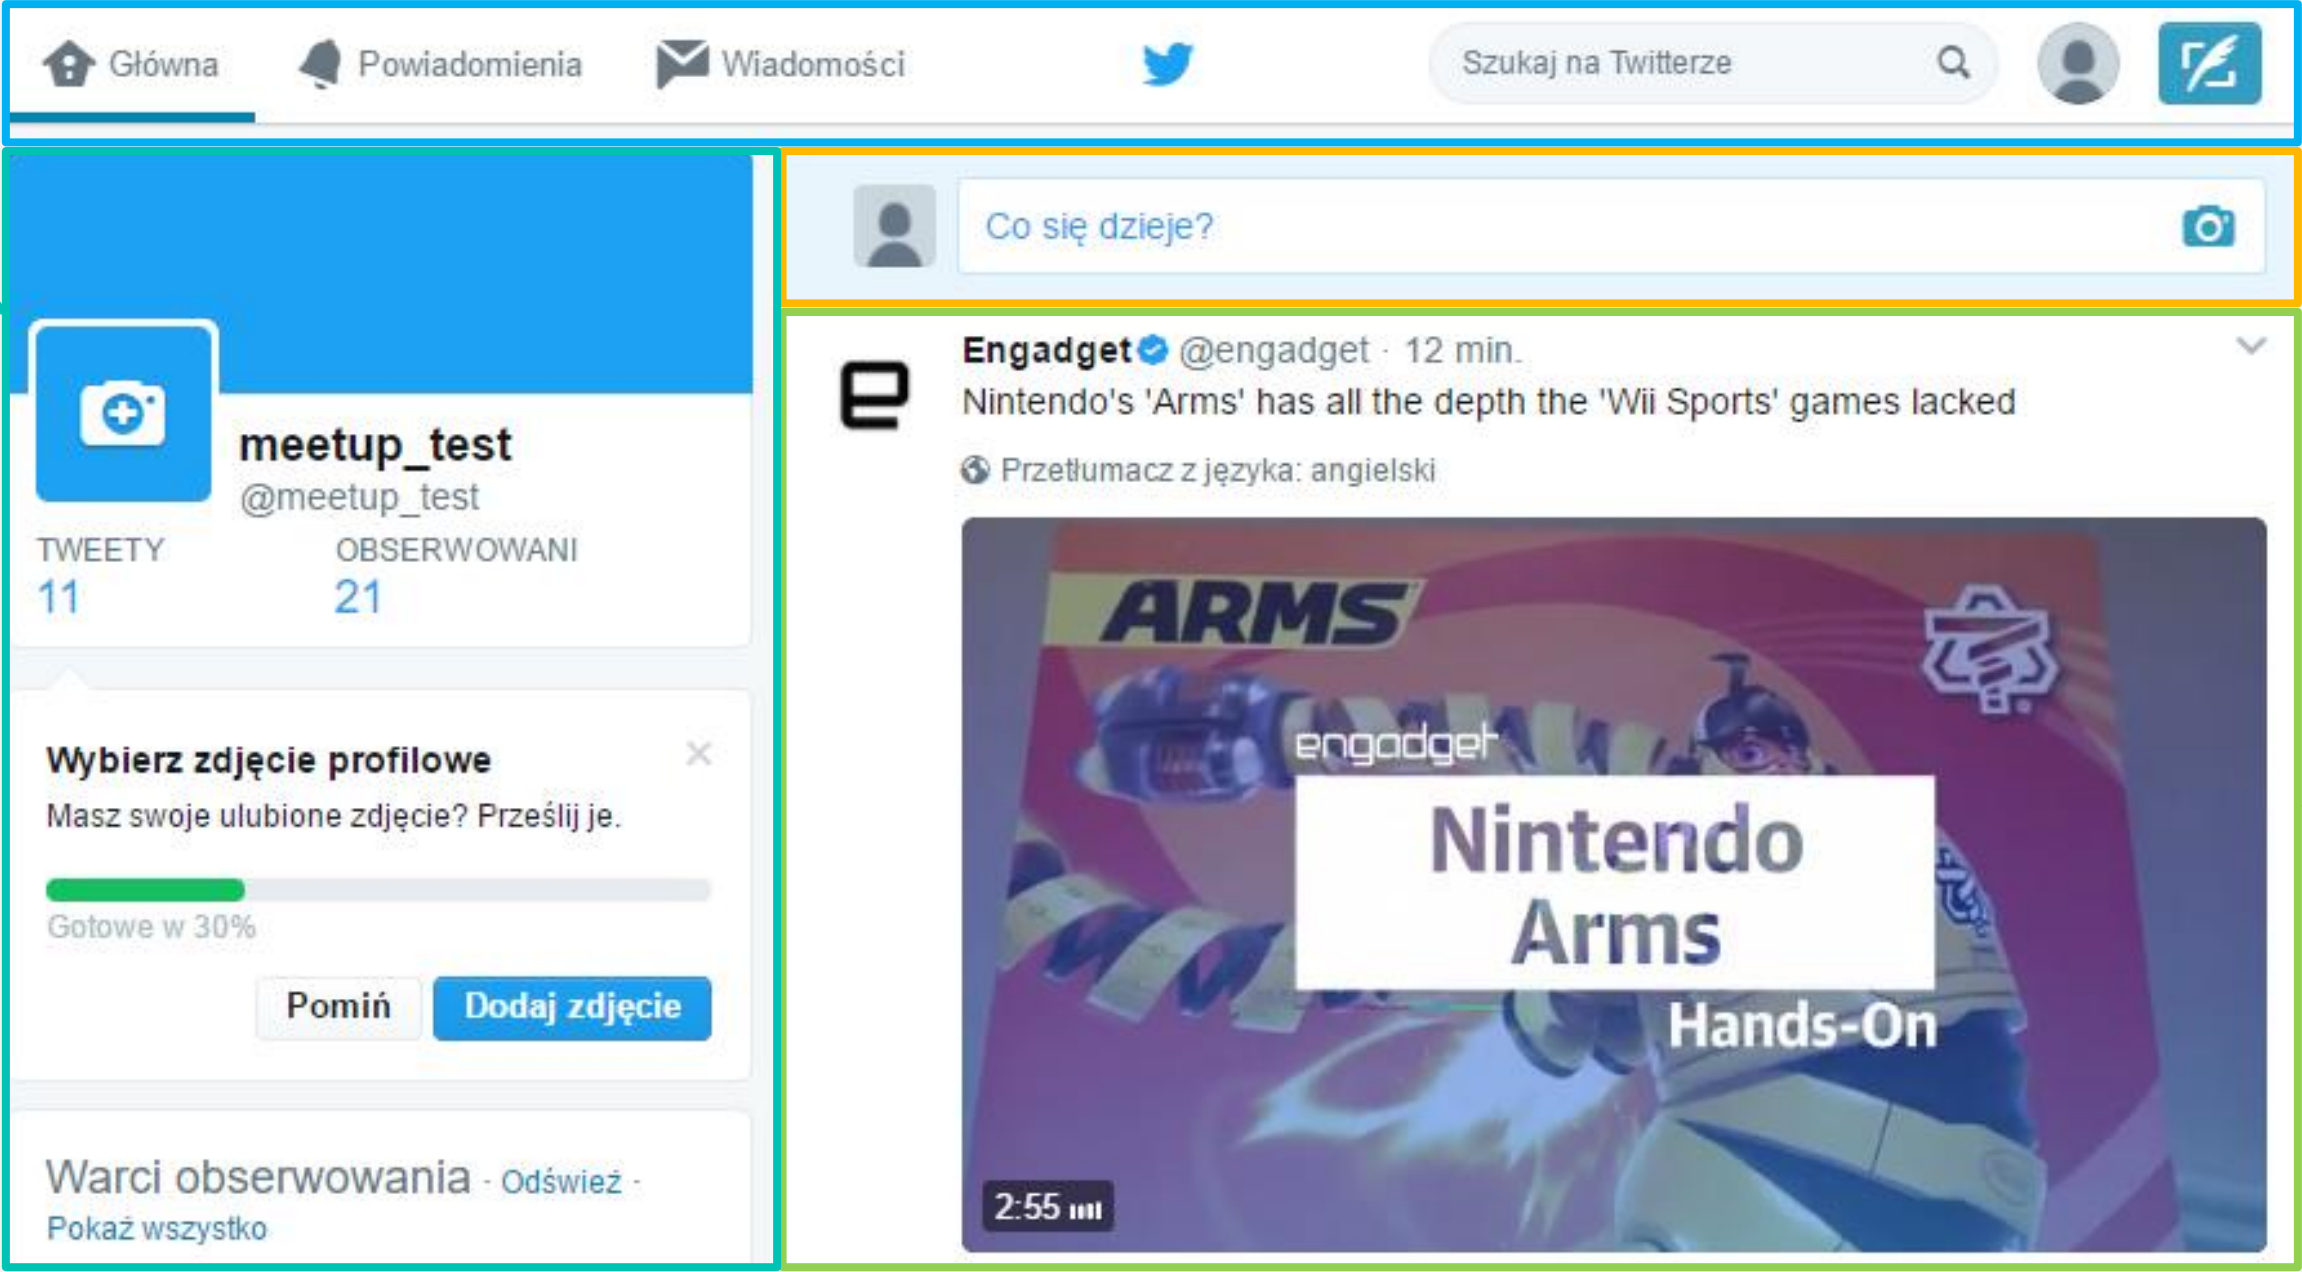 Główna
Powiadomienia
Wiadomości
Szukaj na Twitterze
Co się dzieje?
meetup_test
@meetup_test
TWEETY
OBSERWOWANI
11
21
Wybierz zdjęcie profilowe
Masz swoje ulubione zdjęcie? Prześlij je.
Gotowe w 30%
Pomiń
Dodaj zdjęcie
Warci obserwowania · Odśwież ·
Pokaż wszystko
Engadget @engadget · 12 min.
Nintendo's 'Arms' has all the depth the 'Wii Sports' games lacked
Przetłumacz z języka: angielski
ARMS
engadget
Nintendo
Arms
Hands-On
2:55